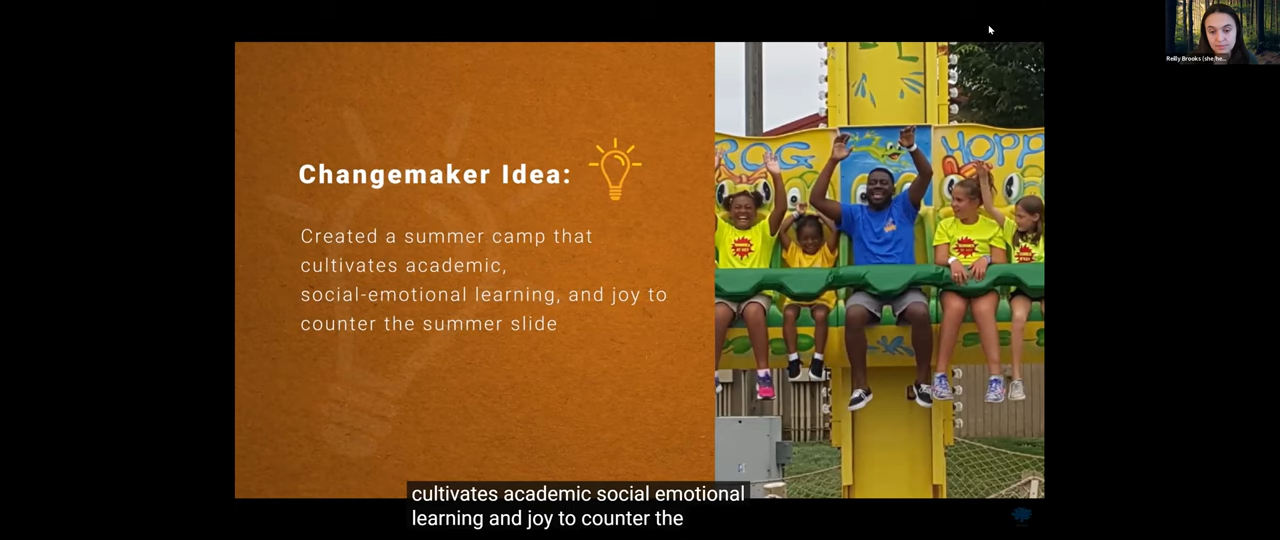 Reilly Brooks (she/he...
ROG
HOPP
Changemaker Idea:
Created a summer camp that
cultivates academic,
social-emotional learning, and joy to
counter the summer slide
cultivates academic social emotional
learning and joy to counter the